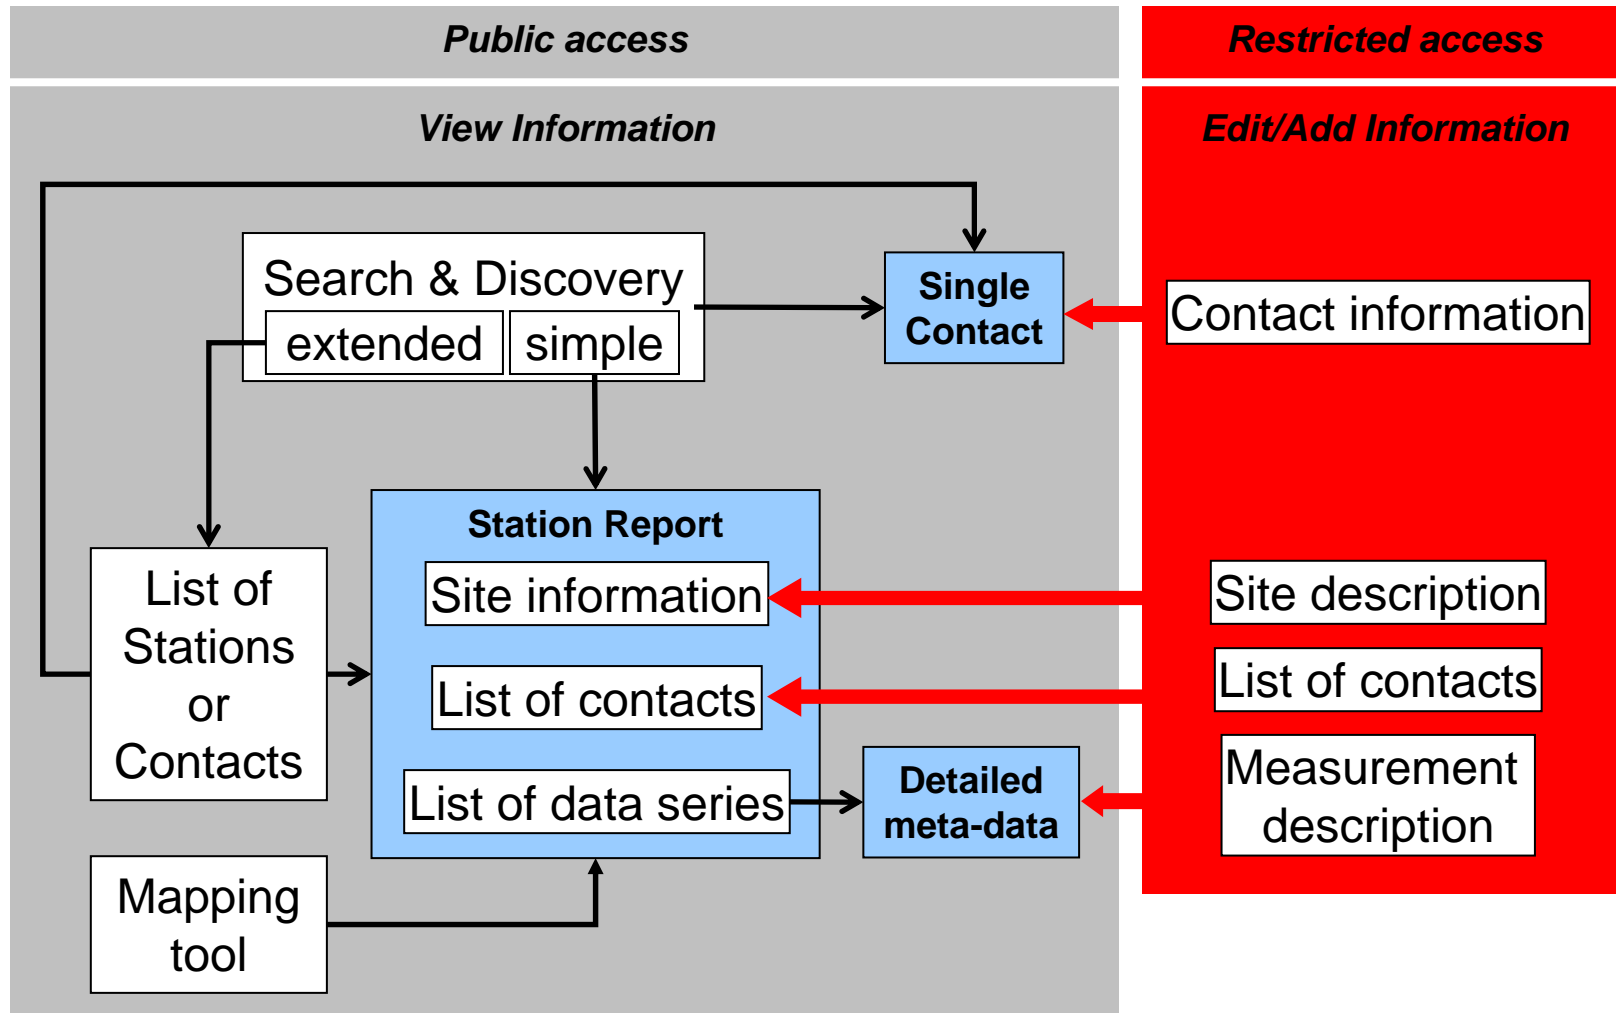 Public access
Restricted access
View Information
Edit/Add Information
Search & Discovery
extended
simple
Single
Contact
Contact information
Station Report
Site information
List of contacts
List of data series
List of
Stations
or
Contacts
Detailed
meta-data
Mapping
tool
Site description
List of contacts
Measurement
description